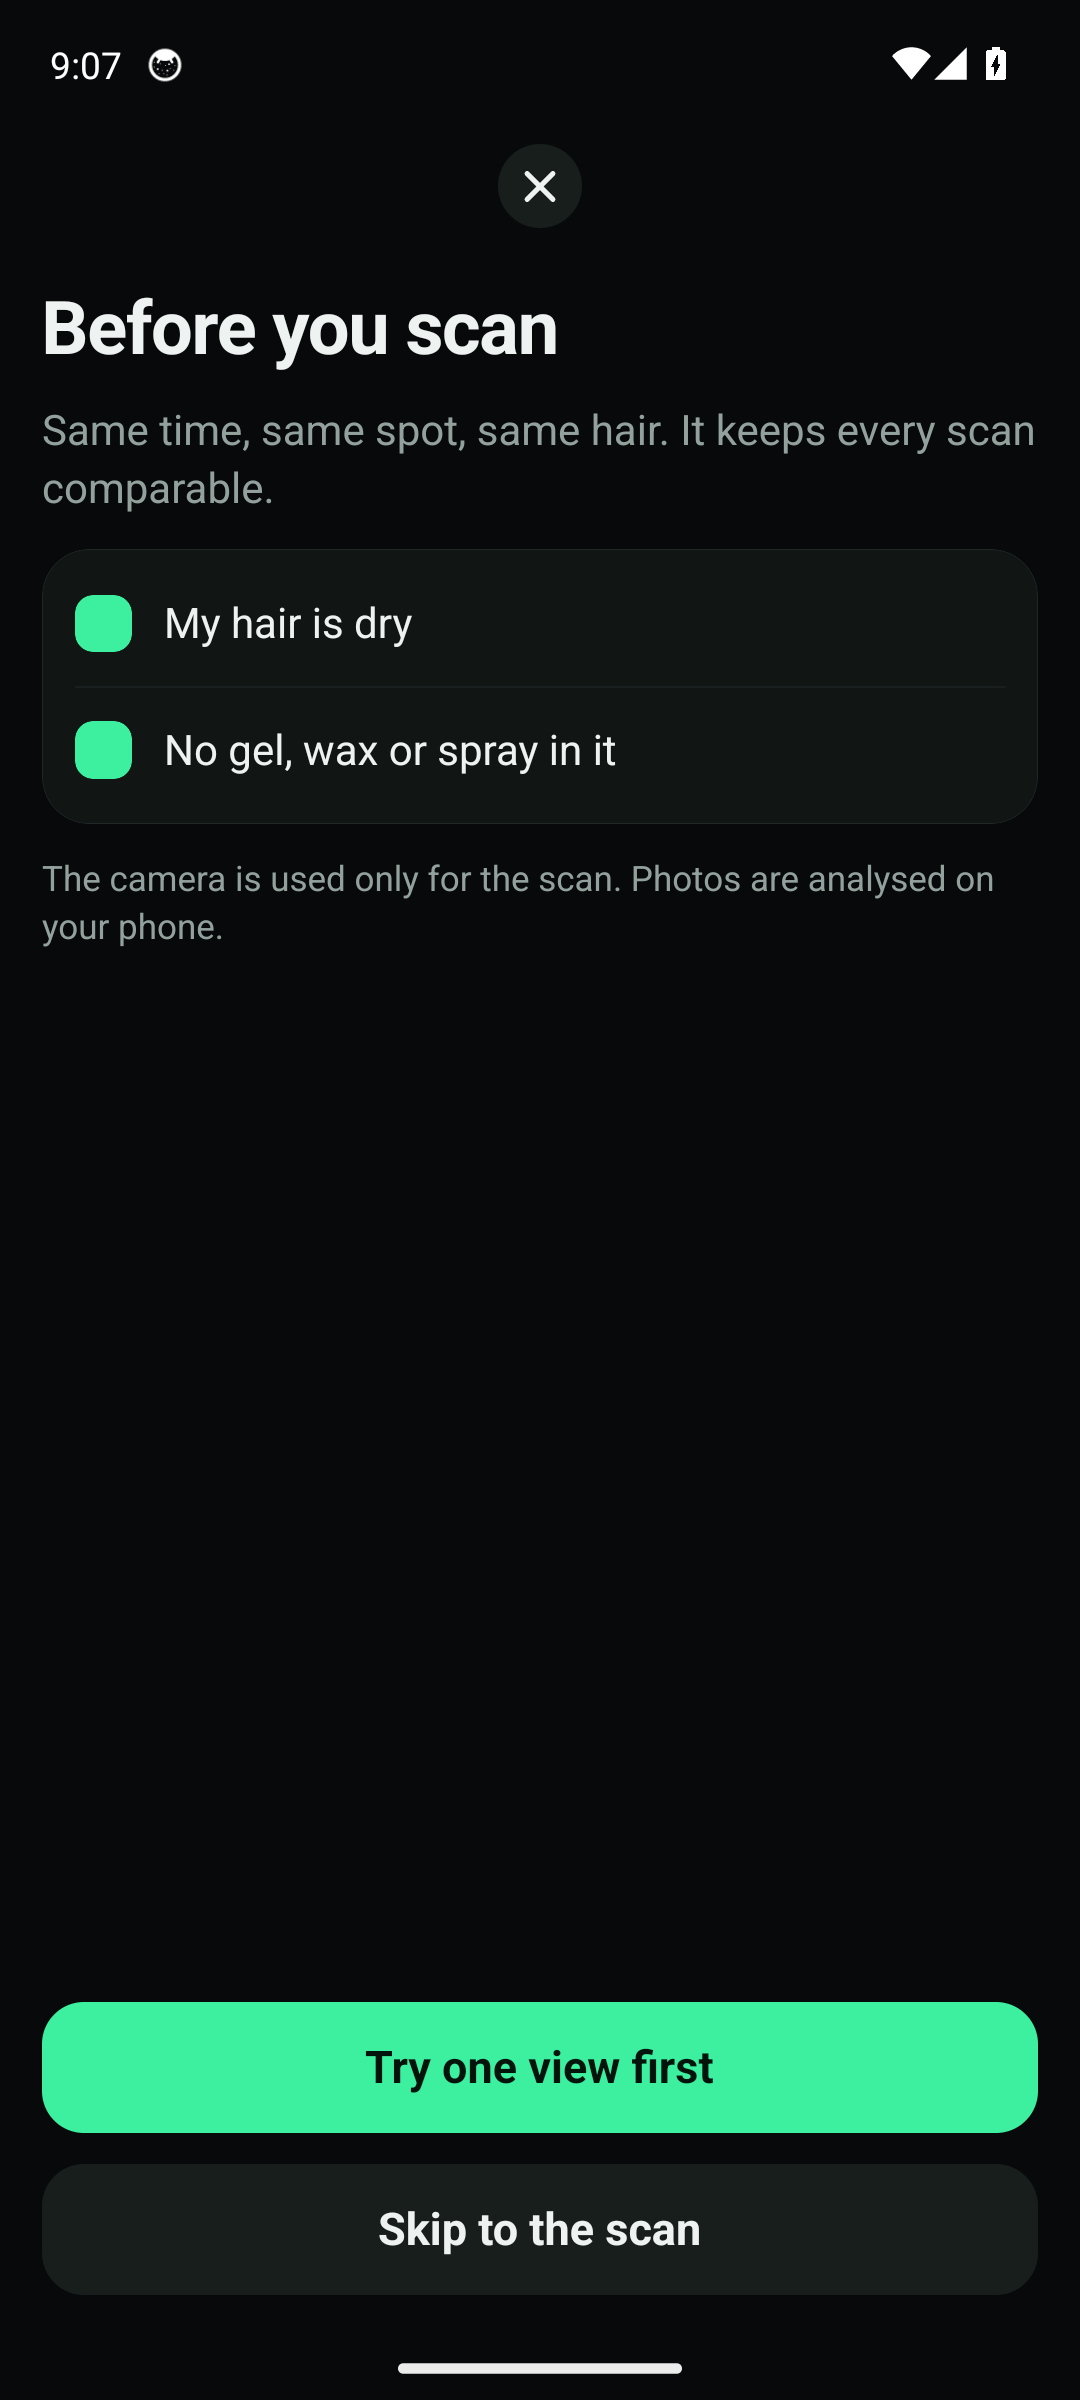 9:07
Before you scan
Same time, same spot, same hair. It keeps every scan
comparable.
My hair is dry
No gel, wax or spray in it
The camera is used only for the scan. Photos are analysed on
your phone.
Try one view first
Skip to the scan